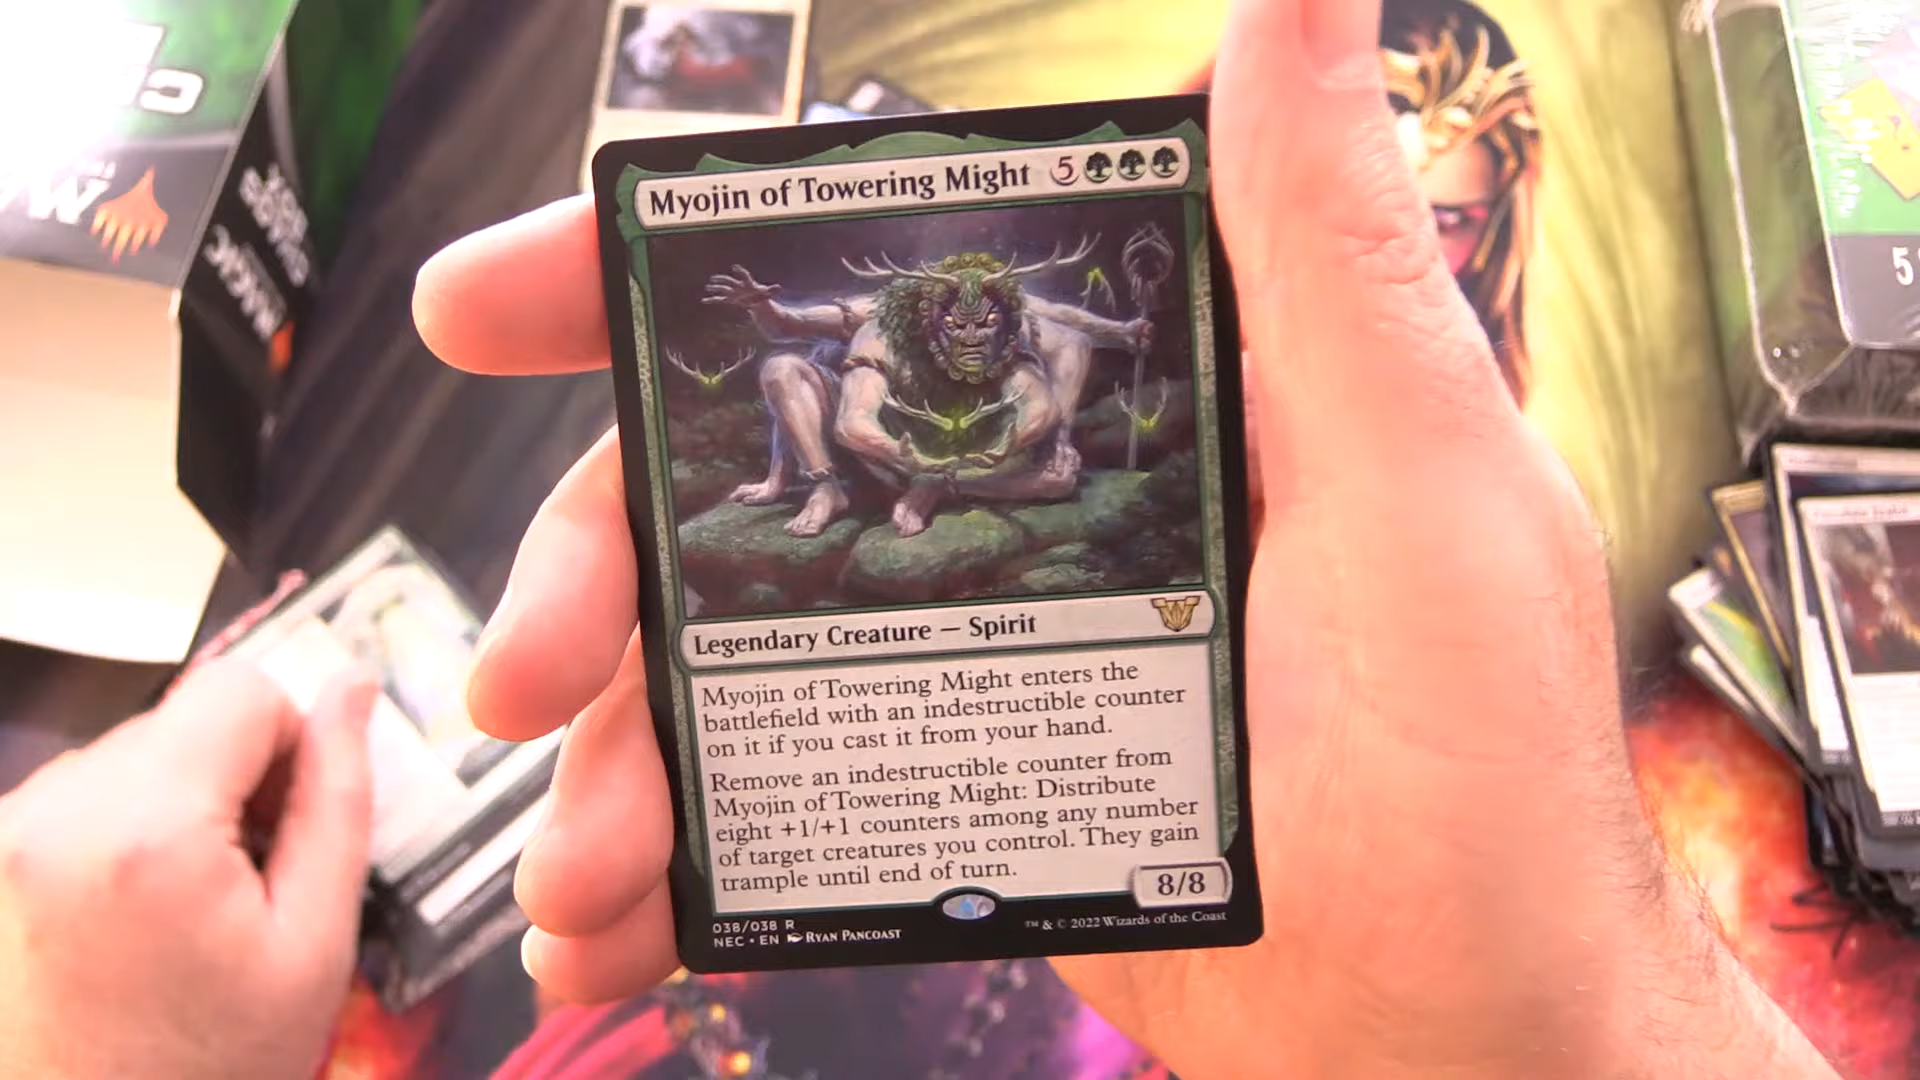 Myojin of Towering Might 5
Legendary Creature — Spirit
Myojin of Towering Might enters the
battlefield with an indestructible counter
on it if you cast it from your hand.
Remove an indestructible counter from
Myojin of Towering Might: Distribute
eight +1/+1 counters among any number
of target creatures you control. They gain
trample until end of turn.
8/8
038/038 R
NEC • EN Ryan Pancoast
™ & © 2022 Wizards of the Coast